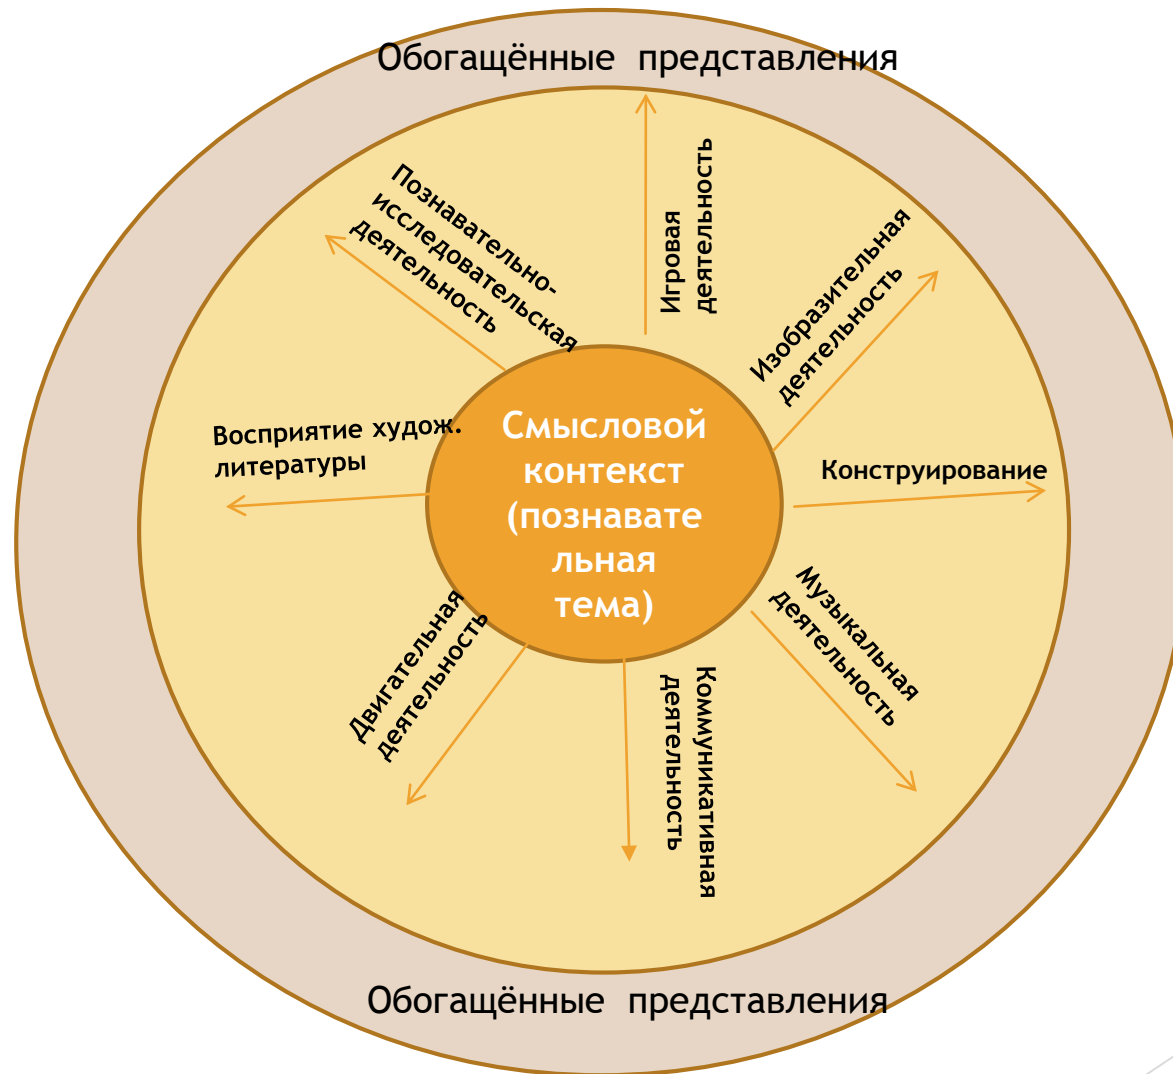 Обогащённые представления
Познавательно-
исследовательская
деятельность
Игровая
деятельность
Изобразительная
деятельность
Восприятие худож.
литературы
Смысловой
контекст
(познавате
льная
тема)
Конструирование
Двигательная
деятельность
Коммуникативная
деятельность
Музыкальная
деятельность
Обогащённые представления